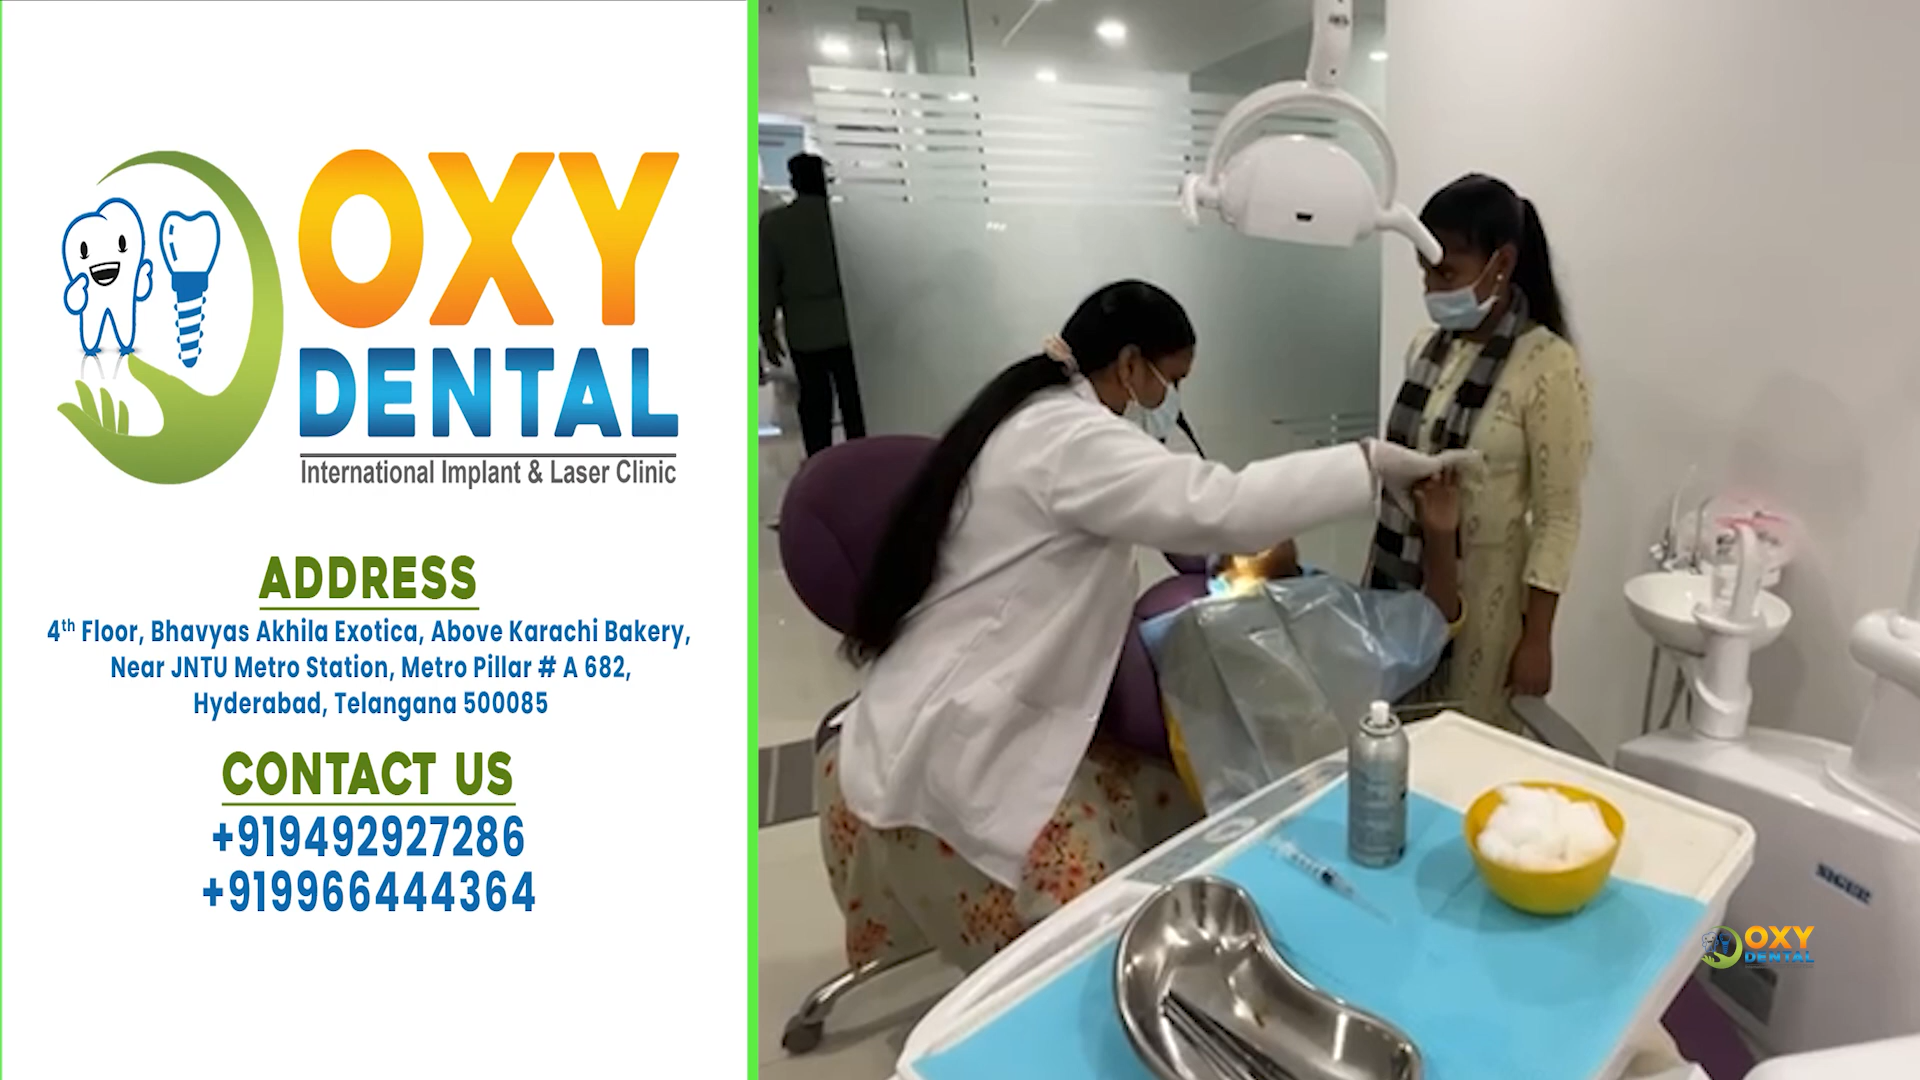 OXY
DENTAL
International Implant & Laser Clinic
ADDRESS
4th Floor, Bhavyas Akhila Exotica, Above Karachi Bakery,
Near JNTU Metro Station, Metro Pillar # A 682,
Hyderabad, Telangana 500085
CONTACT US
+919492927286
+919966444364
OXY
DENTAL